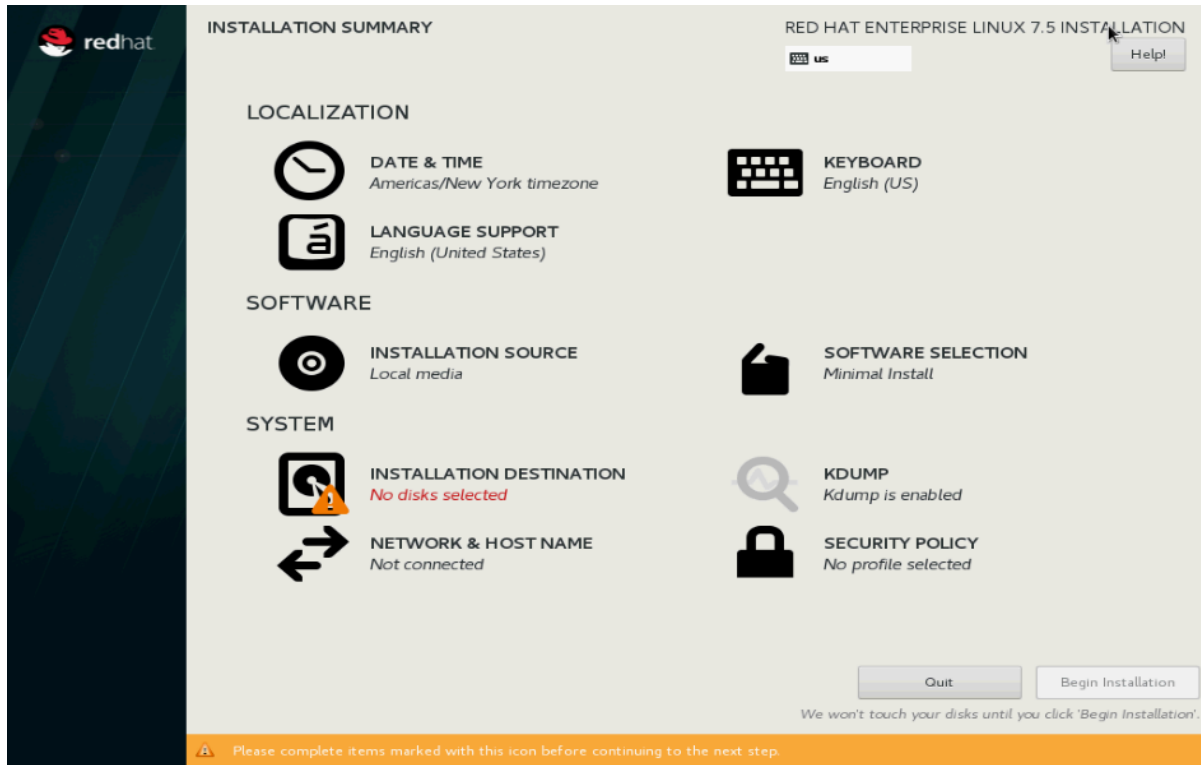 redhat
INSTALLATION SUMMARY
RED HAT ENTERPRISE LINUX 7.5 INSTALLATION
us
Help!
LOCALIZATION
DATE & TIME
Americas/New York timezone
KEYBOARD
English (US)
á
LANGUAGE SUPPORT
English (United States)
SOFTWARE
INSTALLATION SOURCE
Local media
SOFTWARE SELECTION
Minimal Install
SYSTEM
INSTALLATION DESTINATION
No disks selected
KDUMP
Kdump is enabled
NETWORK & HOST NAME
Not connected
SECURITY POLICY
No profile selected
Quit
Begin Installation
We won't touch your disks until you click 'Begin Installation'.
Please complete items marked with this icon before continuing to the next step.